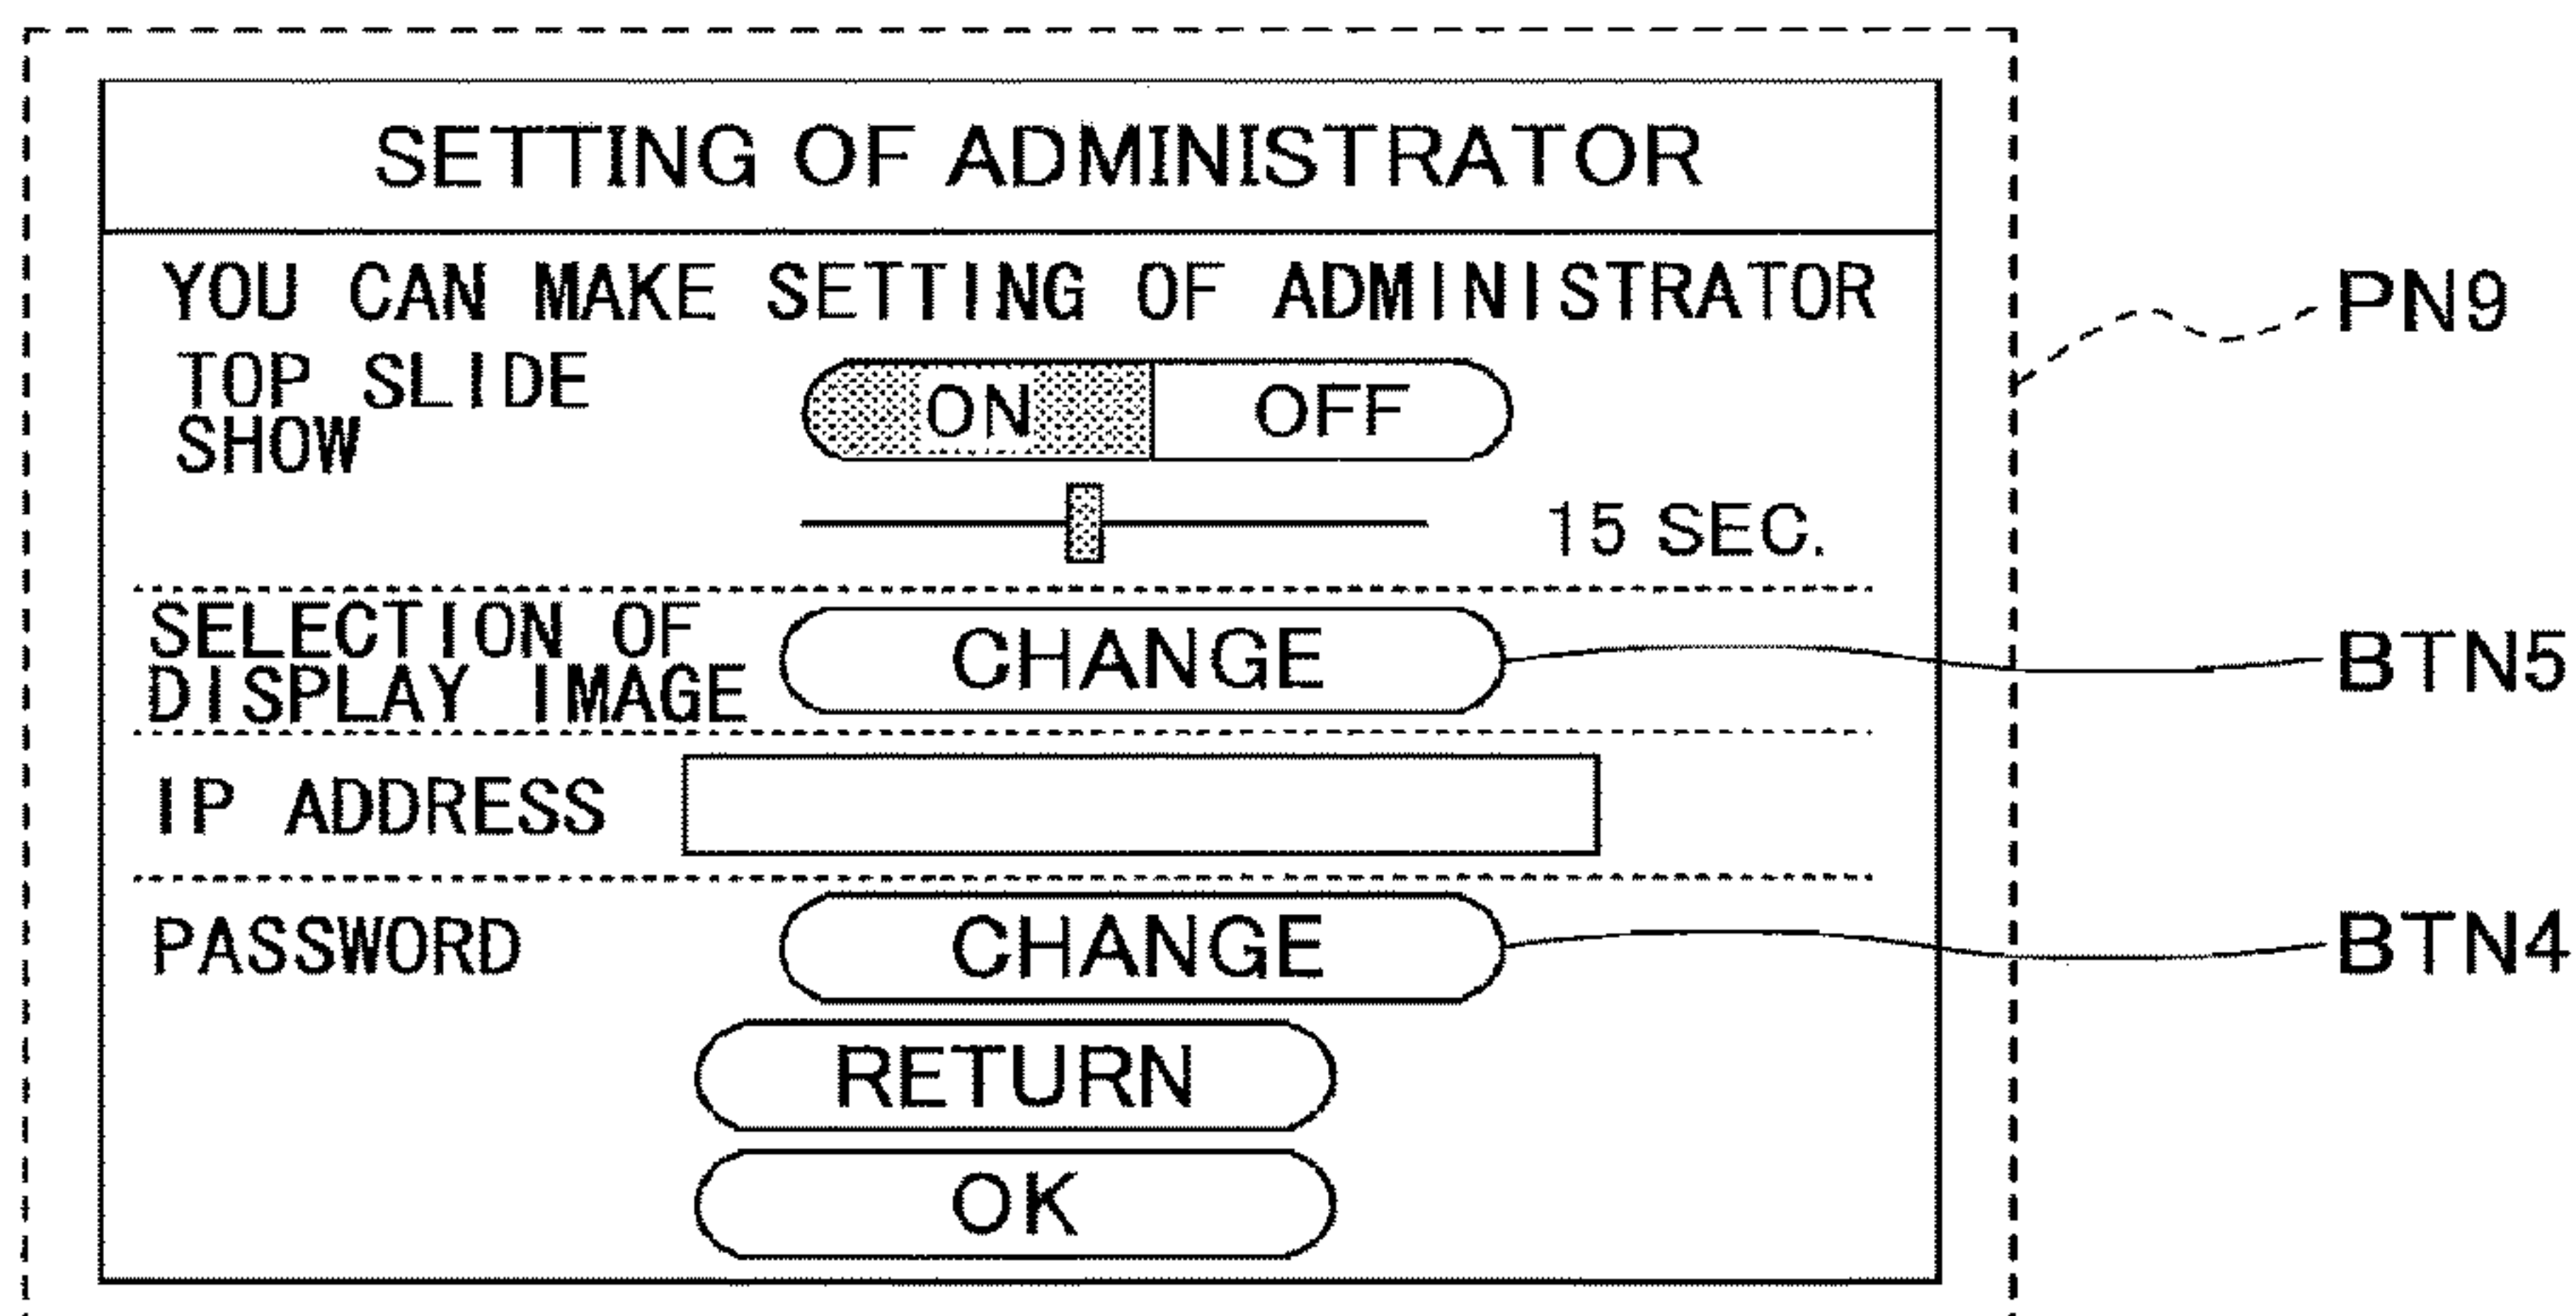 SETTING OF ADMINISTRATOR
YOU CAN MAKE SETTING OF ADMINISTRATOR
TOP SLIDE
SHOW
ON OFF
15 SEC.
SELECTION OF
DISPLAY IMAGE
CHANGE
IP ADDRESS
PASSWORD
CHANGE
RETURN
OK
PN9
BTN5
BTN4